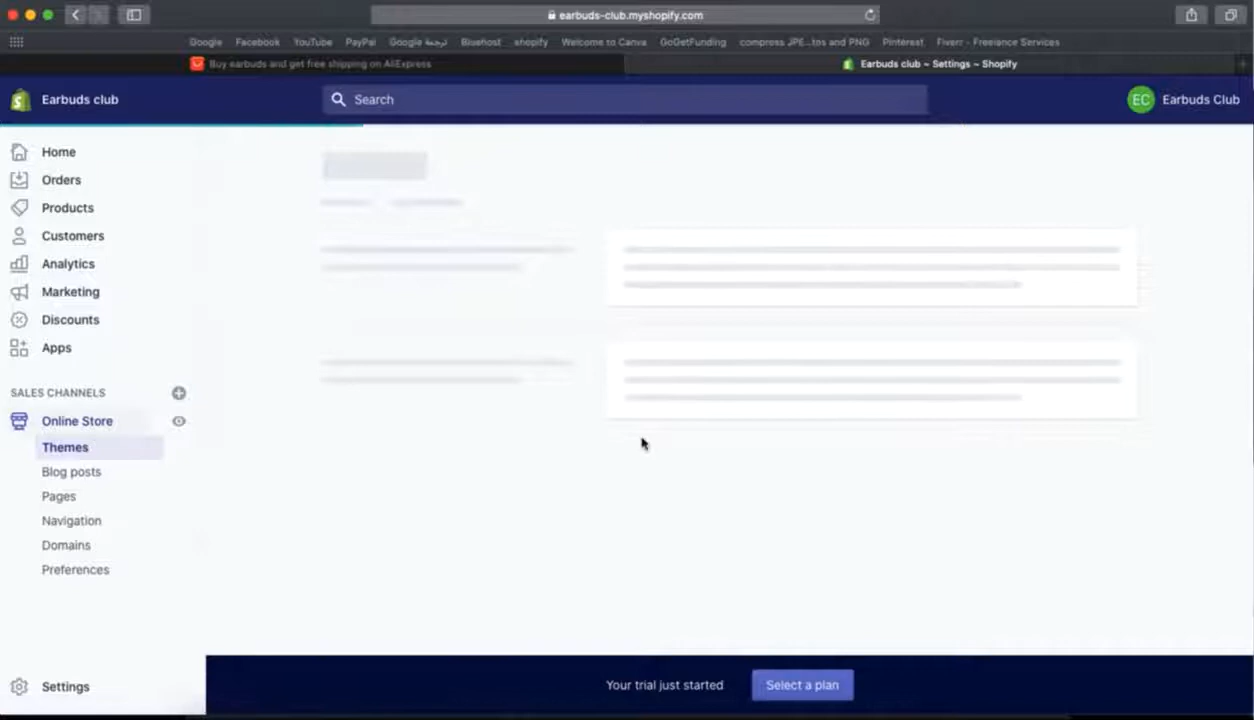 earbuds-club.myshopify.com
Google Facebook YouTube PayPal Google ترجمة Bluehost shopify Welcome to Canva GoGetFunding compress JPE...tos and PNG Pinterest Fiverr - Freelance Services
Buy earbuds and get free shipping on AliExpress
Earbuds club ~ Settings ~ Shopify
Earbuds club
Search
EC Earbuds Club
Home
Orders
Products
Customers
Analytics
Marketing
Discounts
Apps
SALES CHANNELS
Online Store
Themes
Blog posts
Pages
Navigation
Domains
Preferences
Settings
Your trial just started
Select a plan